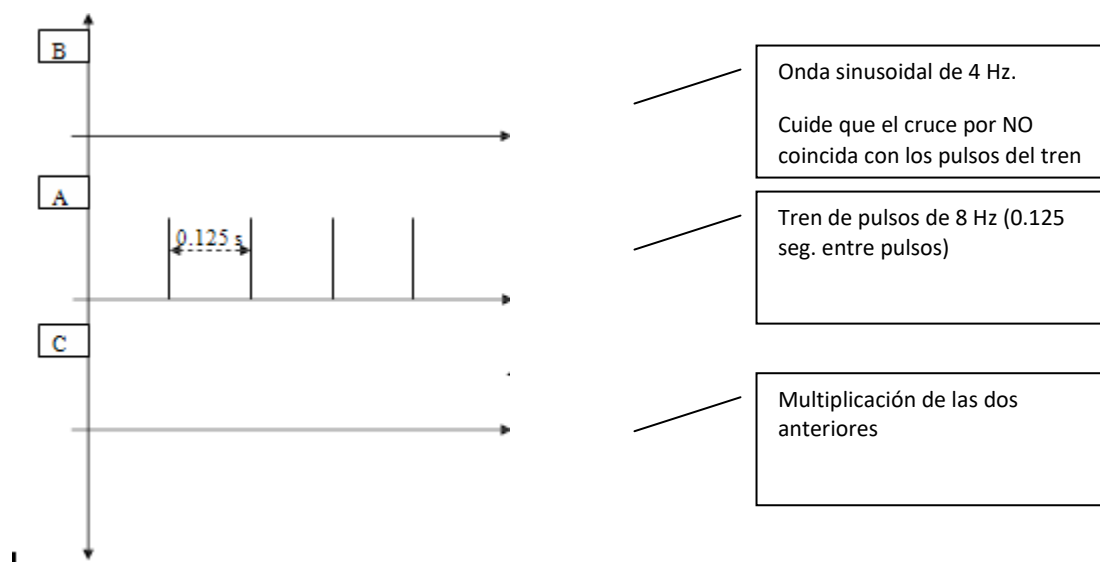 B
Onda sinusoidal de 4 Hz.
Cuide que el cruce por NO
coincida con los pulsos del tren
A
0.125 s
Tren de pulsos de 8 Hz (0.125
seg. entre pulsos)
C
Multiplicación de las dos
anteriores